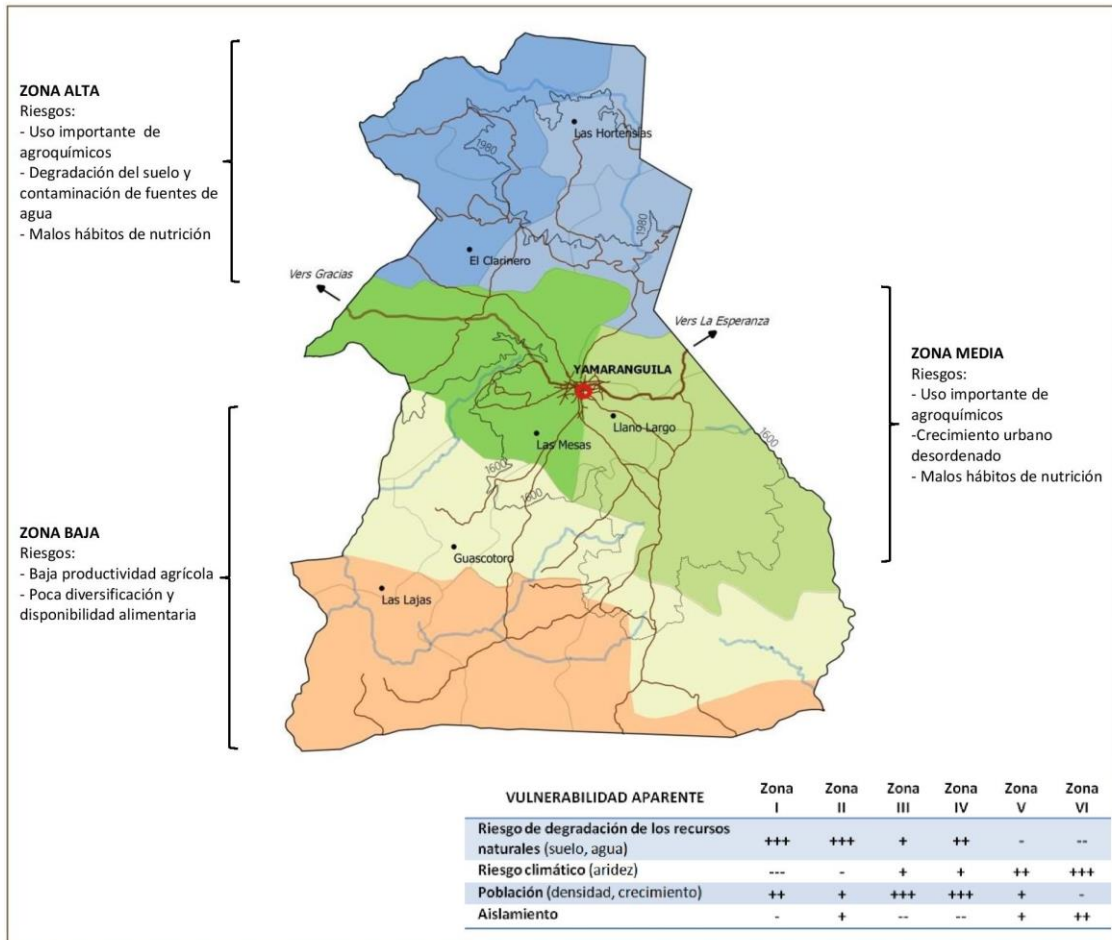 ZONA ALTA
Riesgos:
- Uso importante de
agroquímicos
- Degradación del suelo y
contaminación de fuentes de
agua
- Malos hábitos de nutrición
Las Hortensias
1980
1980
El Clarinero
Vers Gracias
Vers La Esperanza
YAMARANGUILA
Llano Largo
Las Mesas
1600
1600
1600
Guascotoro
Las Lajas
ZONA MEDIA
Riesgos:
- Uso importante de
agroquímicos
-Crecimiento urbano
desordenado
- Malos hábitos de nutrición
ZONA BAJA
Riesgos:
- Baja productividad agrícola
- Poca diversificación y
disponibilidad alimentaria
VULNERABILIDAD APARENTE Zona I Zona II Zona III Zona IV Zona V Zona VI
Riesgo de degradación de los recursos
naturales (suelo, agua) +++ +++ + ++ - --
Riesgo climático (aridez) --- - + + ++ +++
Población (densidad, crecimiento) ++ + +++ +++ + -
Aislamiento - + -- -- + ++